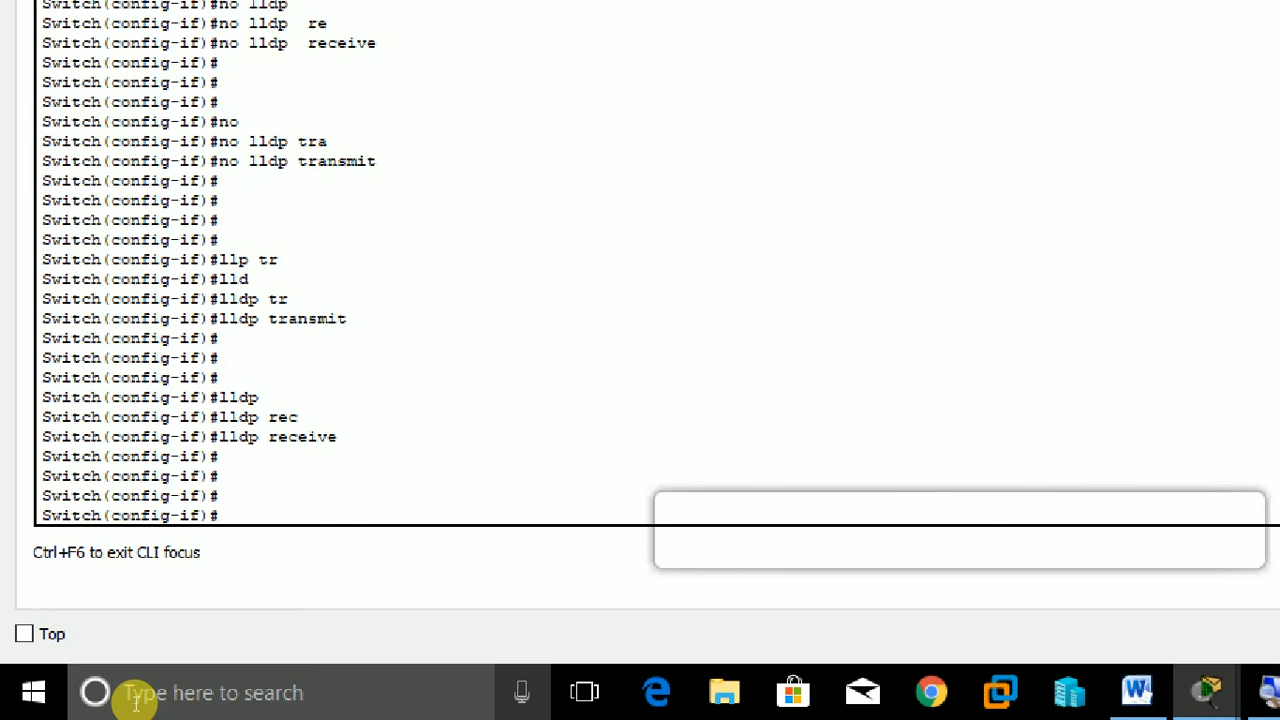 Switch(config-if)#no lldp
Switch(config-if)#no lldp  re
Switch(config-if)#no lldp  receive
Switch(config-if)#
Switch(config-if)#
Switch(config-if)#
Switch(config-if)#no
Switch(config-if)#no lldp tra
Switch(config-if)#no lldp transmit
Switch(config-if)#
Switch(config-if)#
Switch(config-if)#
Switch(config-if)#
Switch(config-if)#llp tr
Switch(config-if)#lld
Switch(config-if)#lldp tr
Switch(config-if)#lldp transmit
Switch(config-if)#
Switch(config-if)#
Switch(config-if)#
Switch(config-if)#lldp
Switch(config-if)#lldp rec
Switch(config-if)#lldp receive
Switch(config-if)#
Switch(config-if)#
Switch(config-if)#
Switch(config-if)#
Ctrl+F6 to exit CLI focus
Top
Type here to search